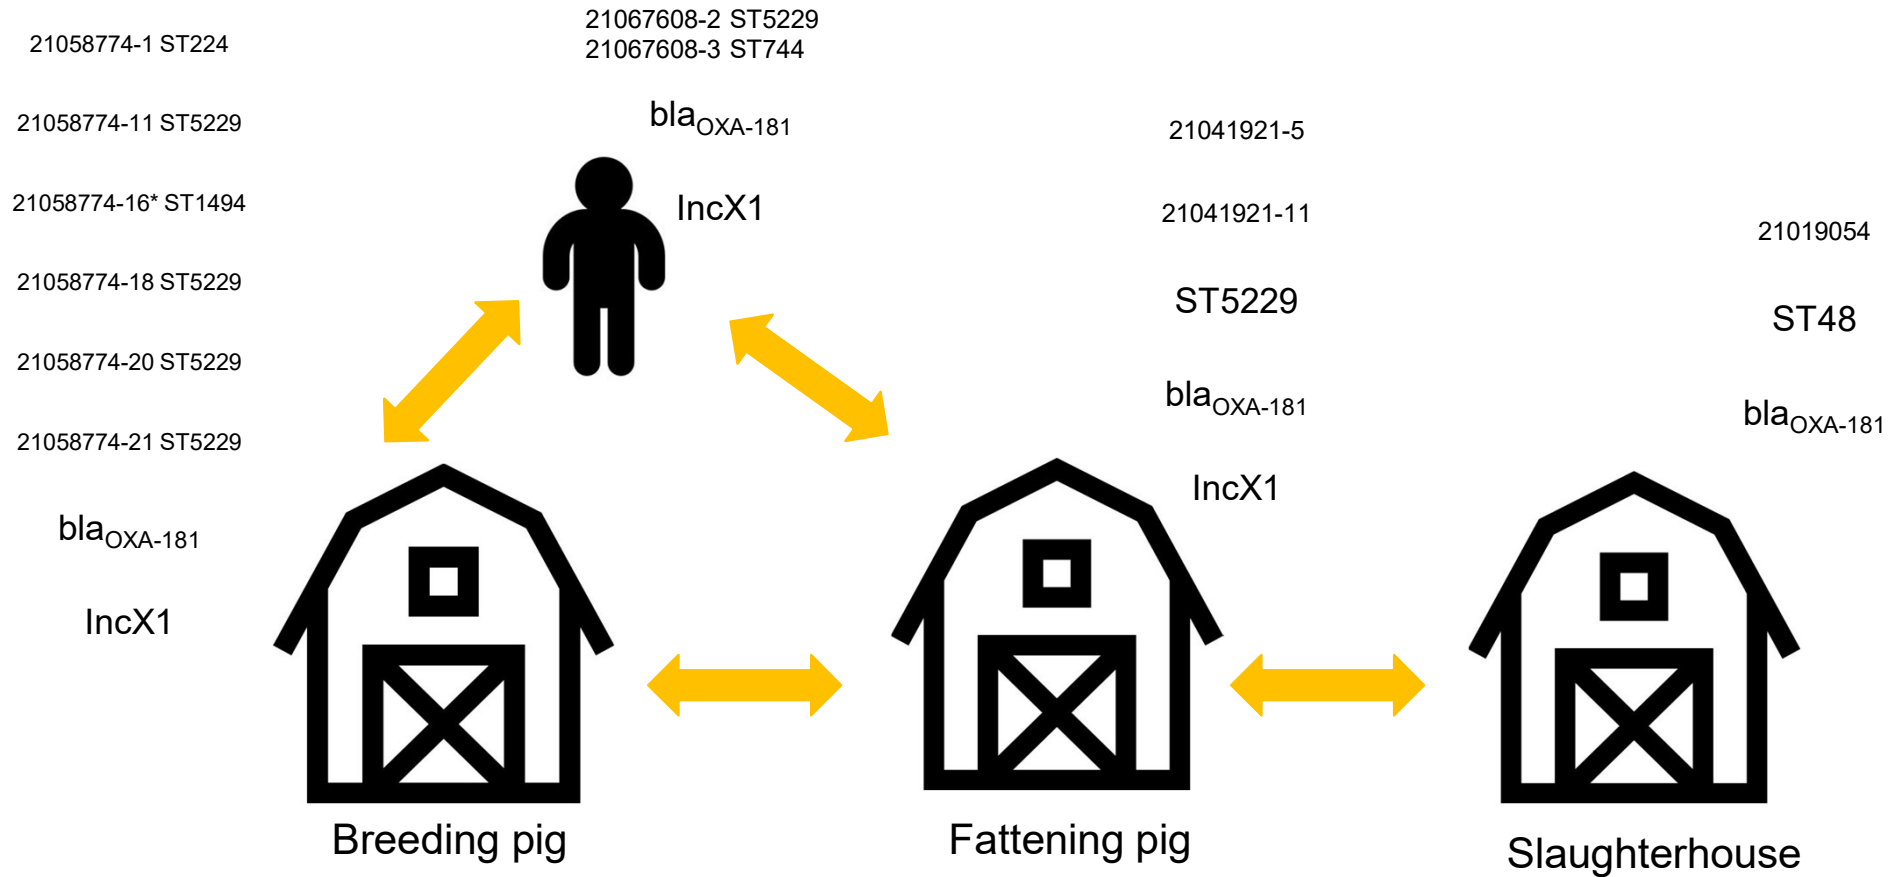 21058774-1 ST224
21058774-11 ST5229
21058774-16* ST1494
21058774-18 ST5229
21058774-20 ST5229
21058774-21 ST5229
blaOXA-181
IncX1
Breeding pig
21067608-2 ST5229
21067608-3 ST744
blaOXA-181
IncX1
21041921-5
21041921-11
ST5229
blaOXA-181
IncX1
Fattening pig
21019054
ST48
blaOXA-181
Slaughterhouse